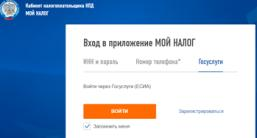 Кабинет налогоплательщика НПД
МОЙ НАЛОГ
Вход в приложение МОЙ НАЛОГ
ИНН и пароль Номер телефона* Госуслуги
Войти через Госуслуги (ЕСИА)
ВОЙТИ Зарегистрироваться
Запомнить меня